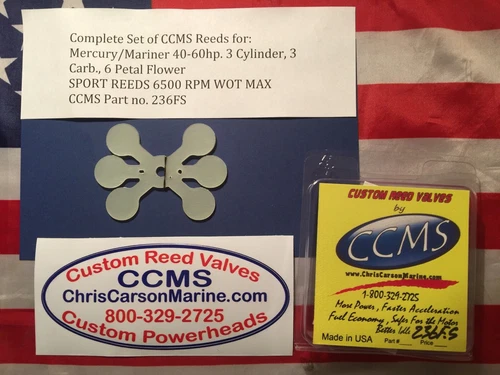 Complete Set of CCMS Reeds for:
Mercury/Mariner 40-60hp. 3 Cylinder, 3
Carb., 6 Petal Flower
SPORT REEDS 6500 RPM WOT MAX
CCMS Part no. 236FS
Custom Reed Valves
CCMS
ChrisCarsonMarine.com
800-329-2725
Custom Powerheads
CUSTOM REED VALVES
by
CCMS
www.ChrisCarsonMarine.com
1-800-329-2725
More Power, Faster Acceleration
Fuel Economy, Safer For the Motor
Better Idle
Made in USA Part # 236FS Price